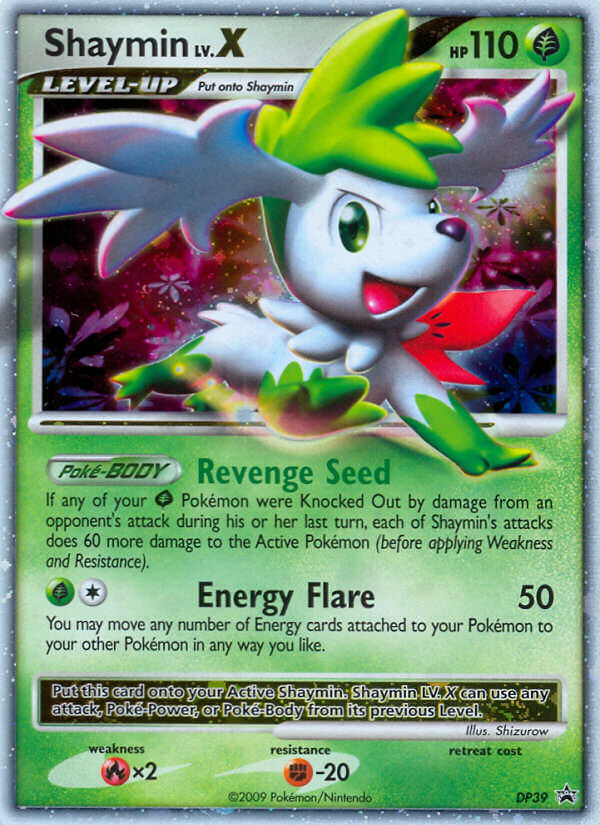 Shaymin LV.X HP110
LEVEL-UP Put onto Shaymin
Poké-BODY Revenge Seed
If any of your Pokémon were Knocked Out by damage from an
opponent's attack during his or her last turn, each of Shaymin's attacks
does 60 more damage to the Active Pokémon (before applying Weakness
and Resistance).
Energy Flare 50
You may move any number of Energy cards attached to your Pokémon to
your other Pokémon in any way you like.
Put this card onto your Active Shaymin. Shaymin LV. X can use any
attack, Poké-Power, or Poké-Body from its previous Level.
Illus. Shizurow
weakness resistance retreat cost
×2 -20
©2009 Pokémon/Nintendo DP39